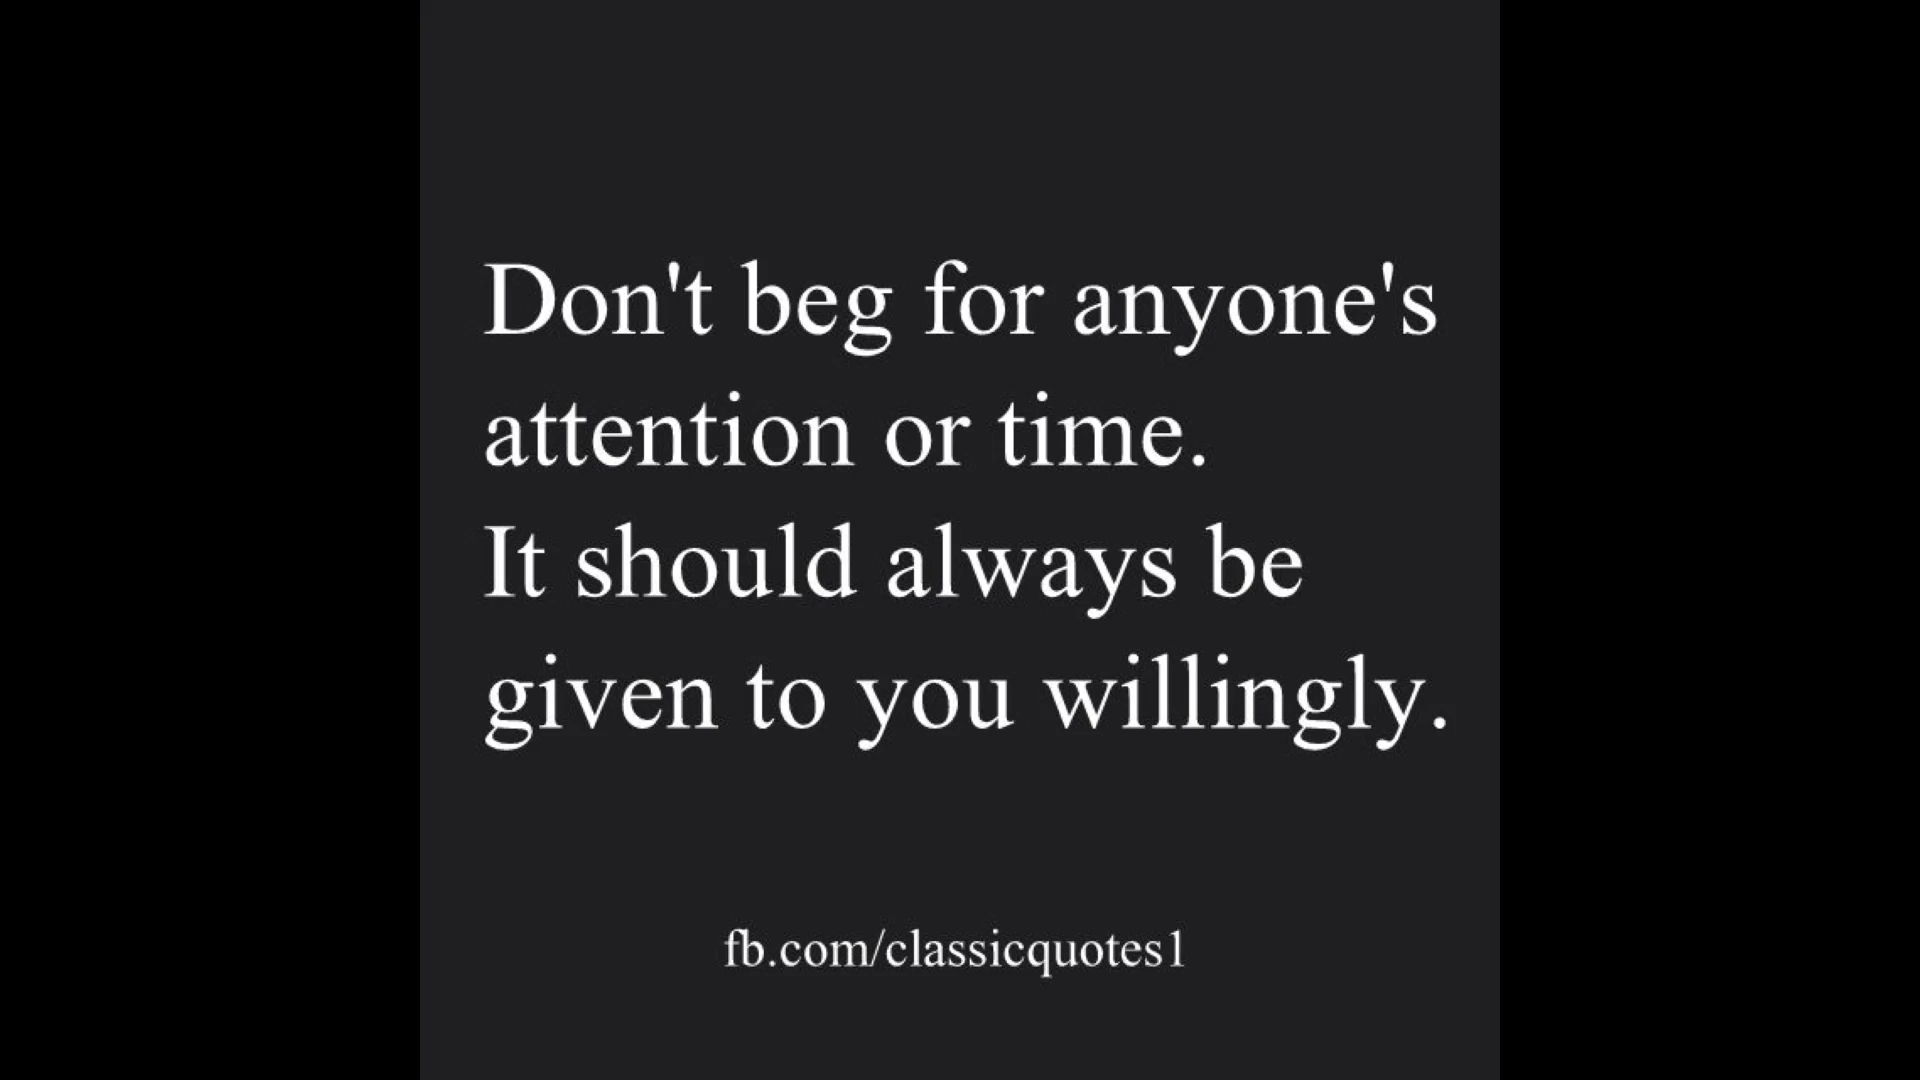 Don't beg for anyone's
attention or time.
It should always be
given to you willingly.
fb.com/classicquotes1